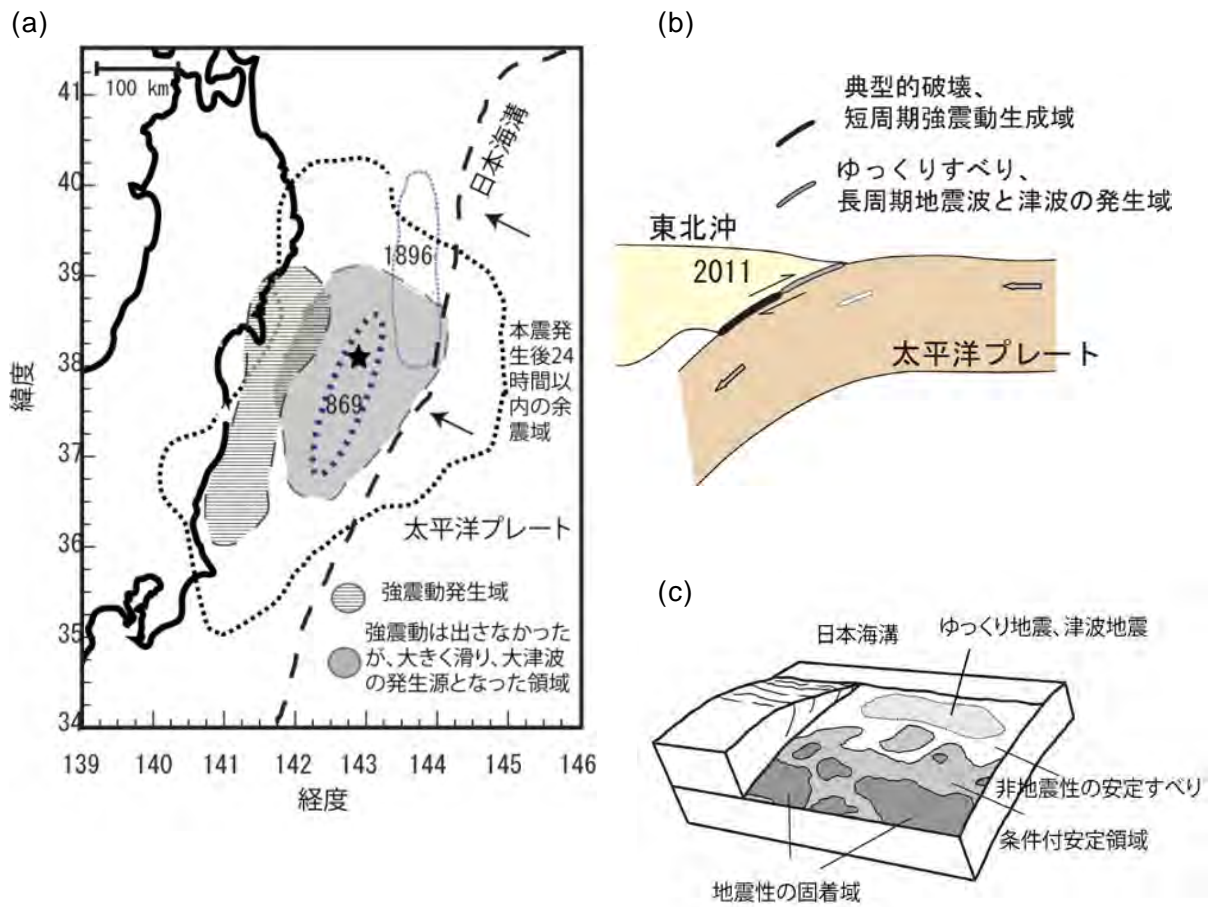 (a)
100 km
41
40
39
38
37
36
35
34
緯度
139
140
141
142
143
144
145
146
経度
日本海溝
1896
869
本震発
生後24
時間以
内の余
震域
太平洋プレート
強震動発生域
強震動は出さなかった
が、大きく滑り、大津波
の発生源となった領域
(b)
典型的破壊、
短周期強震動生成域
ゆっくりすべり、
長周期地震波と津波の発生域
東北沖
2011
太平洋プレート
(c)
日本海溝
ゆっくり地震、津波地震
非地震性の安定すべり
条件付安定領域
地震性の固着域